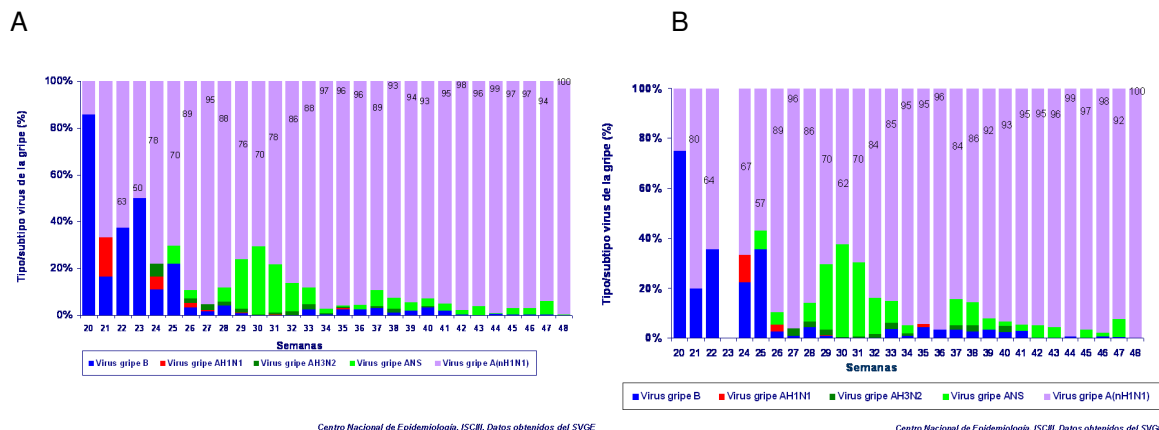 A
B
Tipo/subtipo virus de la gripe (%)
100%
80%
60%
40%
20%
0%
63 50 78 70 89 95 88 76 70 78 86 88 97 96 96 89 93 94 93 95 98 96 99 97 97 94 100
20 21 22 23 24 25 26 27 28 29 30 31 32 33 34 35 36 37 38 39 40 41 42 43 44 45 46 47 48
Semanas
Virus gripe B Virus gripe AH1N1 Virus gripe AH3N2 Virus gripe ANS Virus gripe A(nH1N1)
Centro Nacional de Epidemiología. ISCIII. Datos obtenidos del SVGE
Tipo/subtipo virus de la gripe (%)
100%
80%
60%
40%
20%
0%
80 64 67 57 89 96 86 70 62 70 84 85 95 95 96 84 86 92 93 95 95 96 99 97 98 92 100
20 21 22 23 24 25 26 27 28 29 30 31 32 33 34 35 36 37 38 39 40 41 42 43 44 45 46 47 48
Semanas
Virus gripe B Virus gripe AH1N1 Virus gripe AH3N2 Virus gripe ANS Virus gripe A(nH1N1)
Centro Nacional de Epidemiología. ISCIII. Datos obtenidos del SVGE